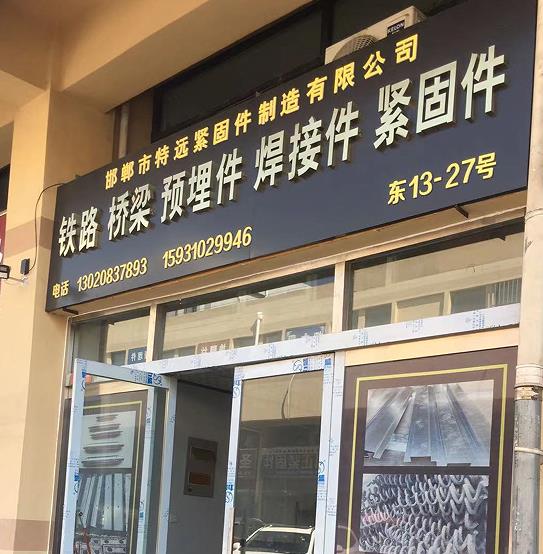 KELON
邯郸市特远紧固件制造有限公司
铁路 桥梁 预埋件 焊接件 紧固件
电话 13020837893 15931029946
东13-27号